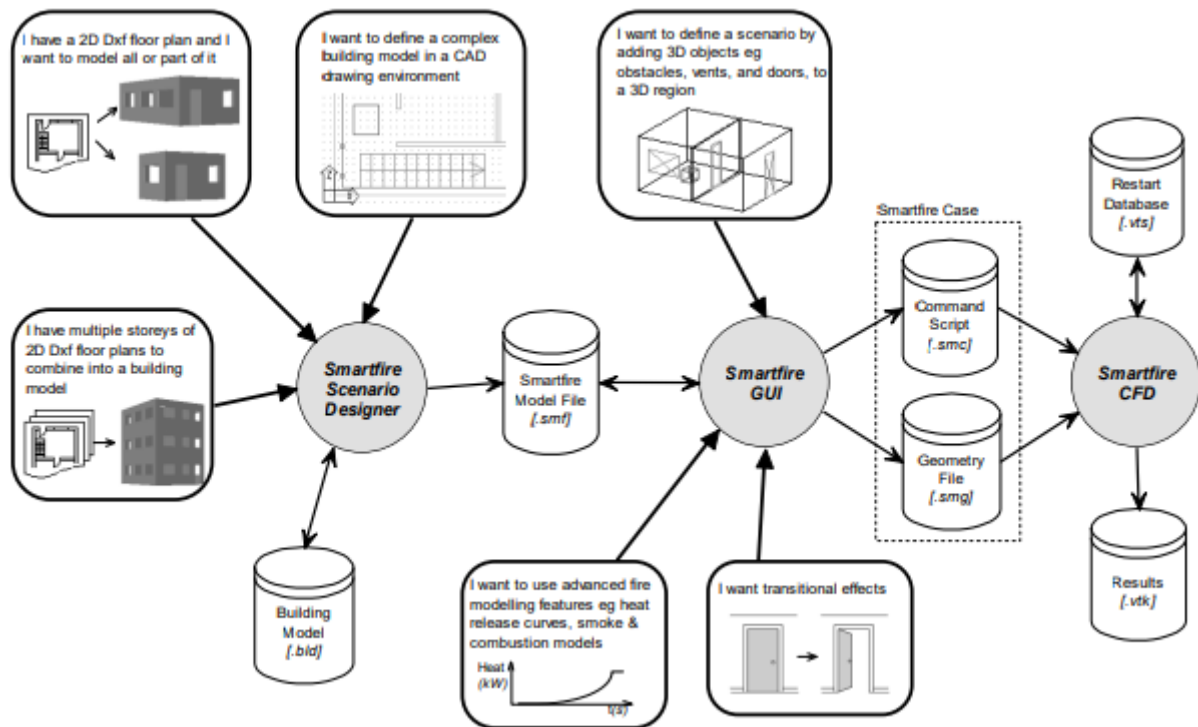 I have a 2D Dxf floor plan and I
want to model all or part of it
I want to define a complex
building model in a CAD
drawing environment
I want to define a scenario by
adding 3D objects eg
obstacles, vents, and doors, to
a 3D region
Restart
Database
[.vts]
Smartfire Case
Command
Script
[.smc]
I have multiple storeys of
2D Dxf floor plans to
combine into a building
model
Smartfire
Scenario
Designer
Smartfire
Model File
[.smf]
Smartfire
GUI
Smartfire
CFD
Geometry
File
[.smg]
Building
Model
[.bld]
I want to use advanced fire
modelling features eg heat
release curves, smoke &
combustion models
Heat
(kW)
t(s)
I want transitional effects
Results
[.vtk]